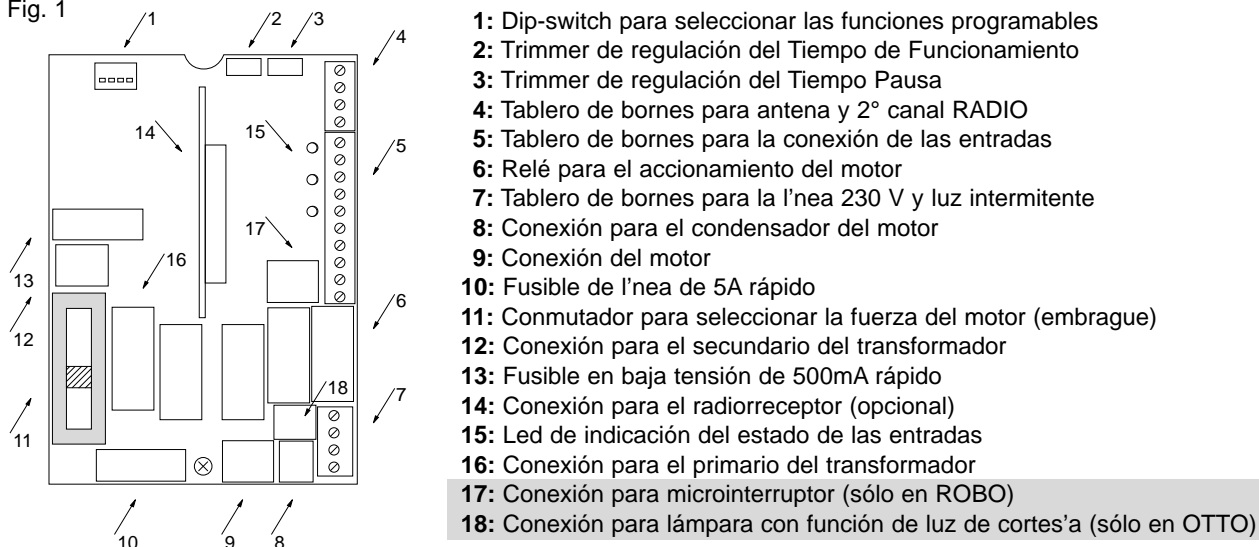 Fig. 1
1
2
3
4
14
15
5
17
13
16
6
12
18
7
11
10
9
8
1: Dip-switch para seleccionar las funciones programables
2: Trimmer de regulación del Tiempo de Funcionamiento
3: Trimmer de regulación del Tiempo Pausa
4: Tablero de bornes para antena y 2° canal RADIO
5: Tablero de bornes para la conexión de las entradas
6: Relé para el accionamiento del motor
7: Tablero de bornes para la l'nea 230 V y luz intermitente
8: Conexión para el condensador del motor
9: Conexión del motor
10: Fusible de l'nea de 5A rápido
11: Conmutador para seleccionar la fuerza del motor (embrague)
12: Conexión para el secundario del transformador
13: Fusible en baja tensión de 500mA rápido
14: Conexión para el radiorreceptor (opcional)
15: Led de indicación del estado de las entradas
16: Conexión para el primario del transformador
17: Conexión para microinterruptor (sólo en ROBO)
18: Conexión para lámpara con función de luz de cortes'a (sólo en OTTO)